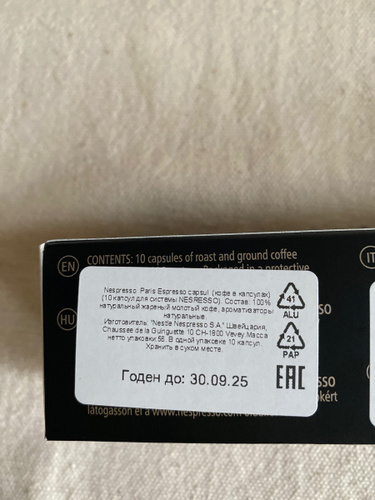 EN
CONTENTS: 10 capsules of roast and ground coffee
IT
Nespresso Paris Espresso capsul (кофе в капсулах)
(10 капсул для системы NESRESSO). Состав: 100%
натуральный жареный молотый кофе, ароматизаторы
натуральные.
Изготовитель: "Nestle Nespresso S.A" Швейцария,
Chaussee de la Guinguette 10 CH-1800 Vevey Масса
нетто упаковки:56. В одной упаковке 10 капсул.
Хранить в сухом месте.
Годен до: 30.09.25
41
ALU
21
PAP
EAC
HU
látogasson el a www.nespresso.com